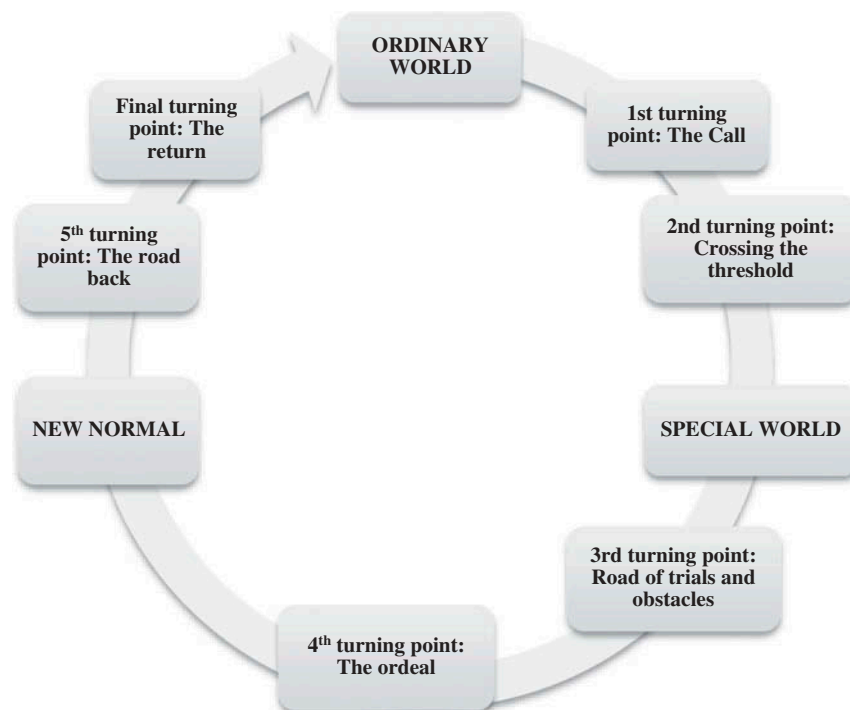 ORDINARY
WORLD
1st turning
point: The Call
2nd turning point:
Crossing the
threshold
SPECIAL WORLD
3rd turning point:
Road of trials and
obstacles
4th turning point:
The ordeal
NEW NORMAL
5th turning
point: The road
back
Final turning
point: The
return